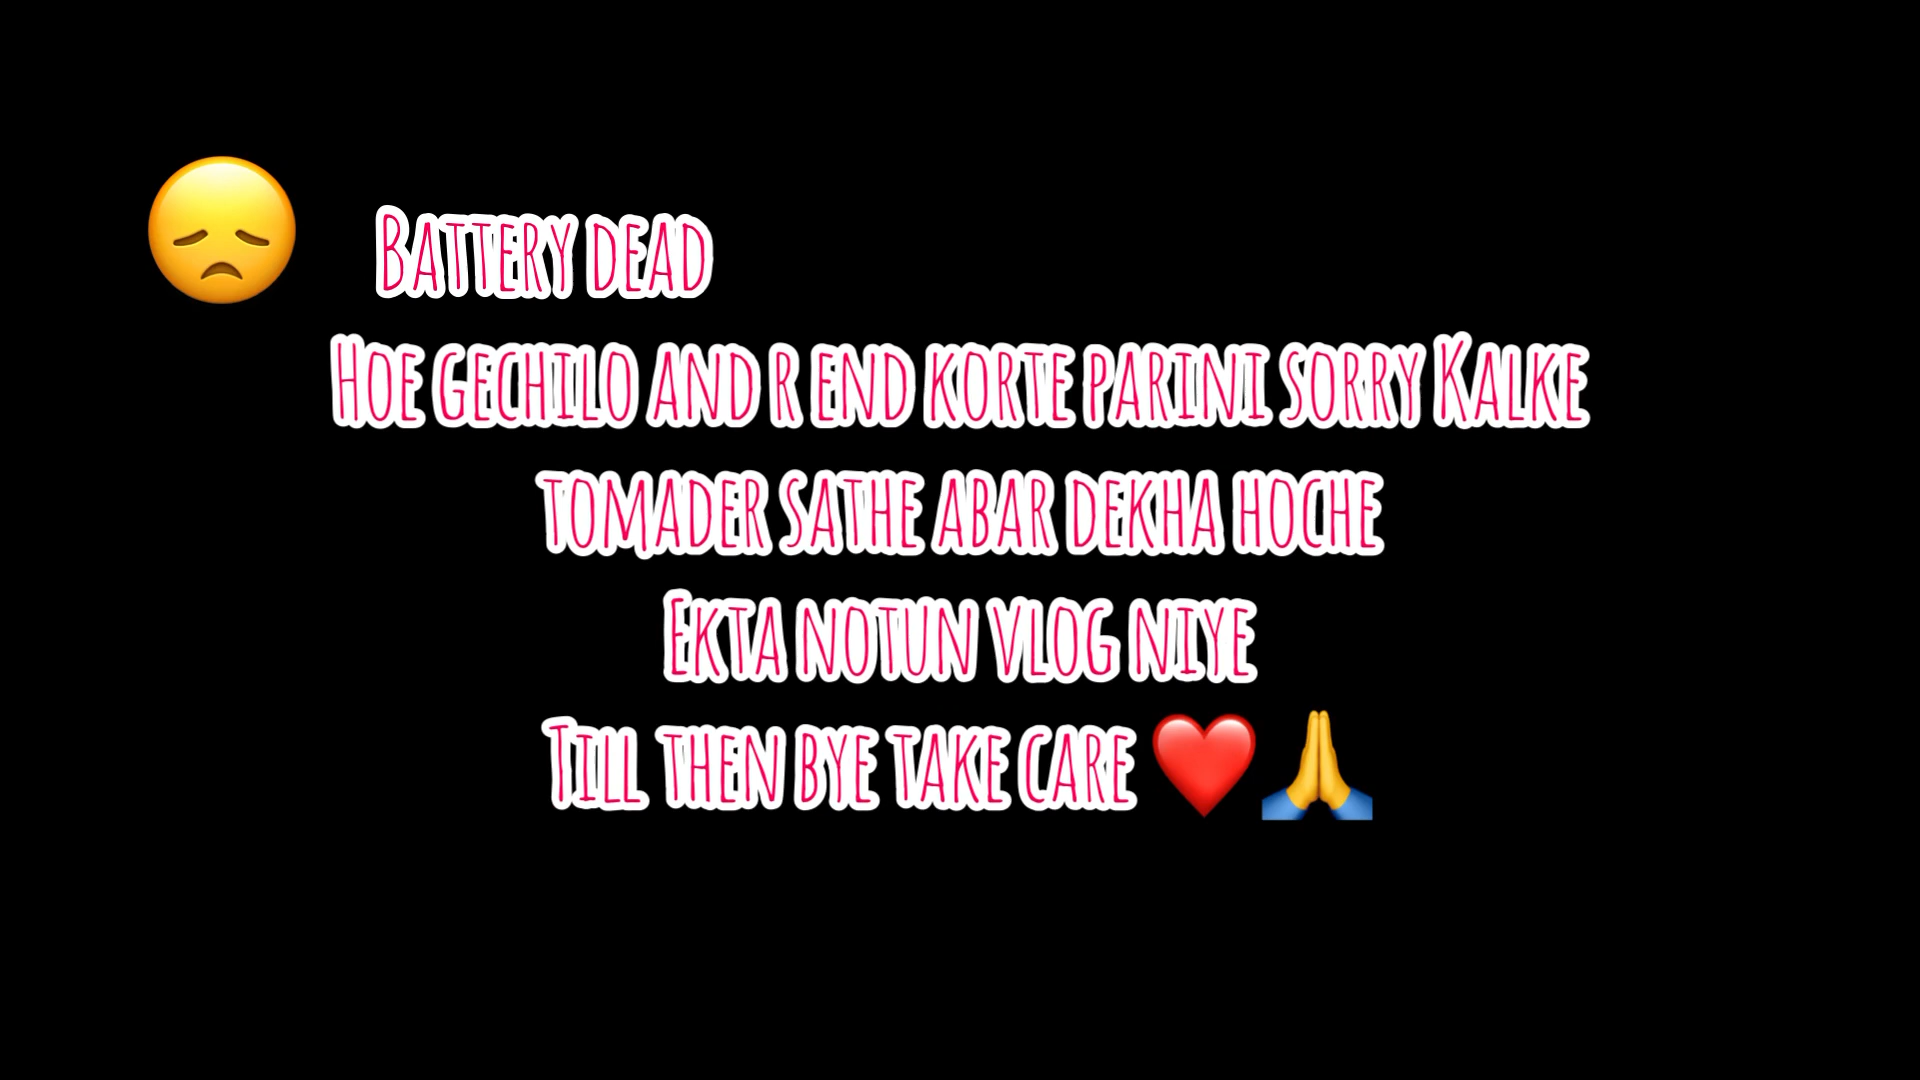 😞 Battery dead
Hoe gechilo and r end korte parini sorry Kalke
tomader sathe abar dekha hoche
Ekta notun vlog niye
Till then bye take care ❤️🙏